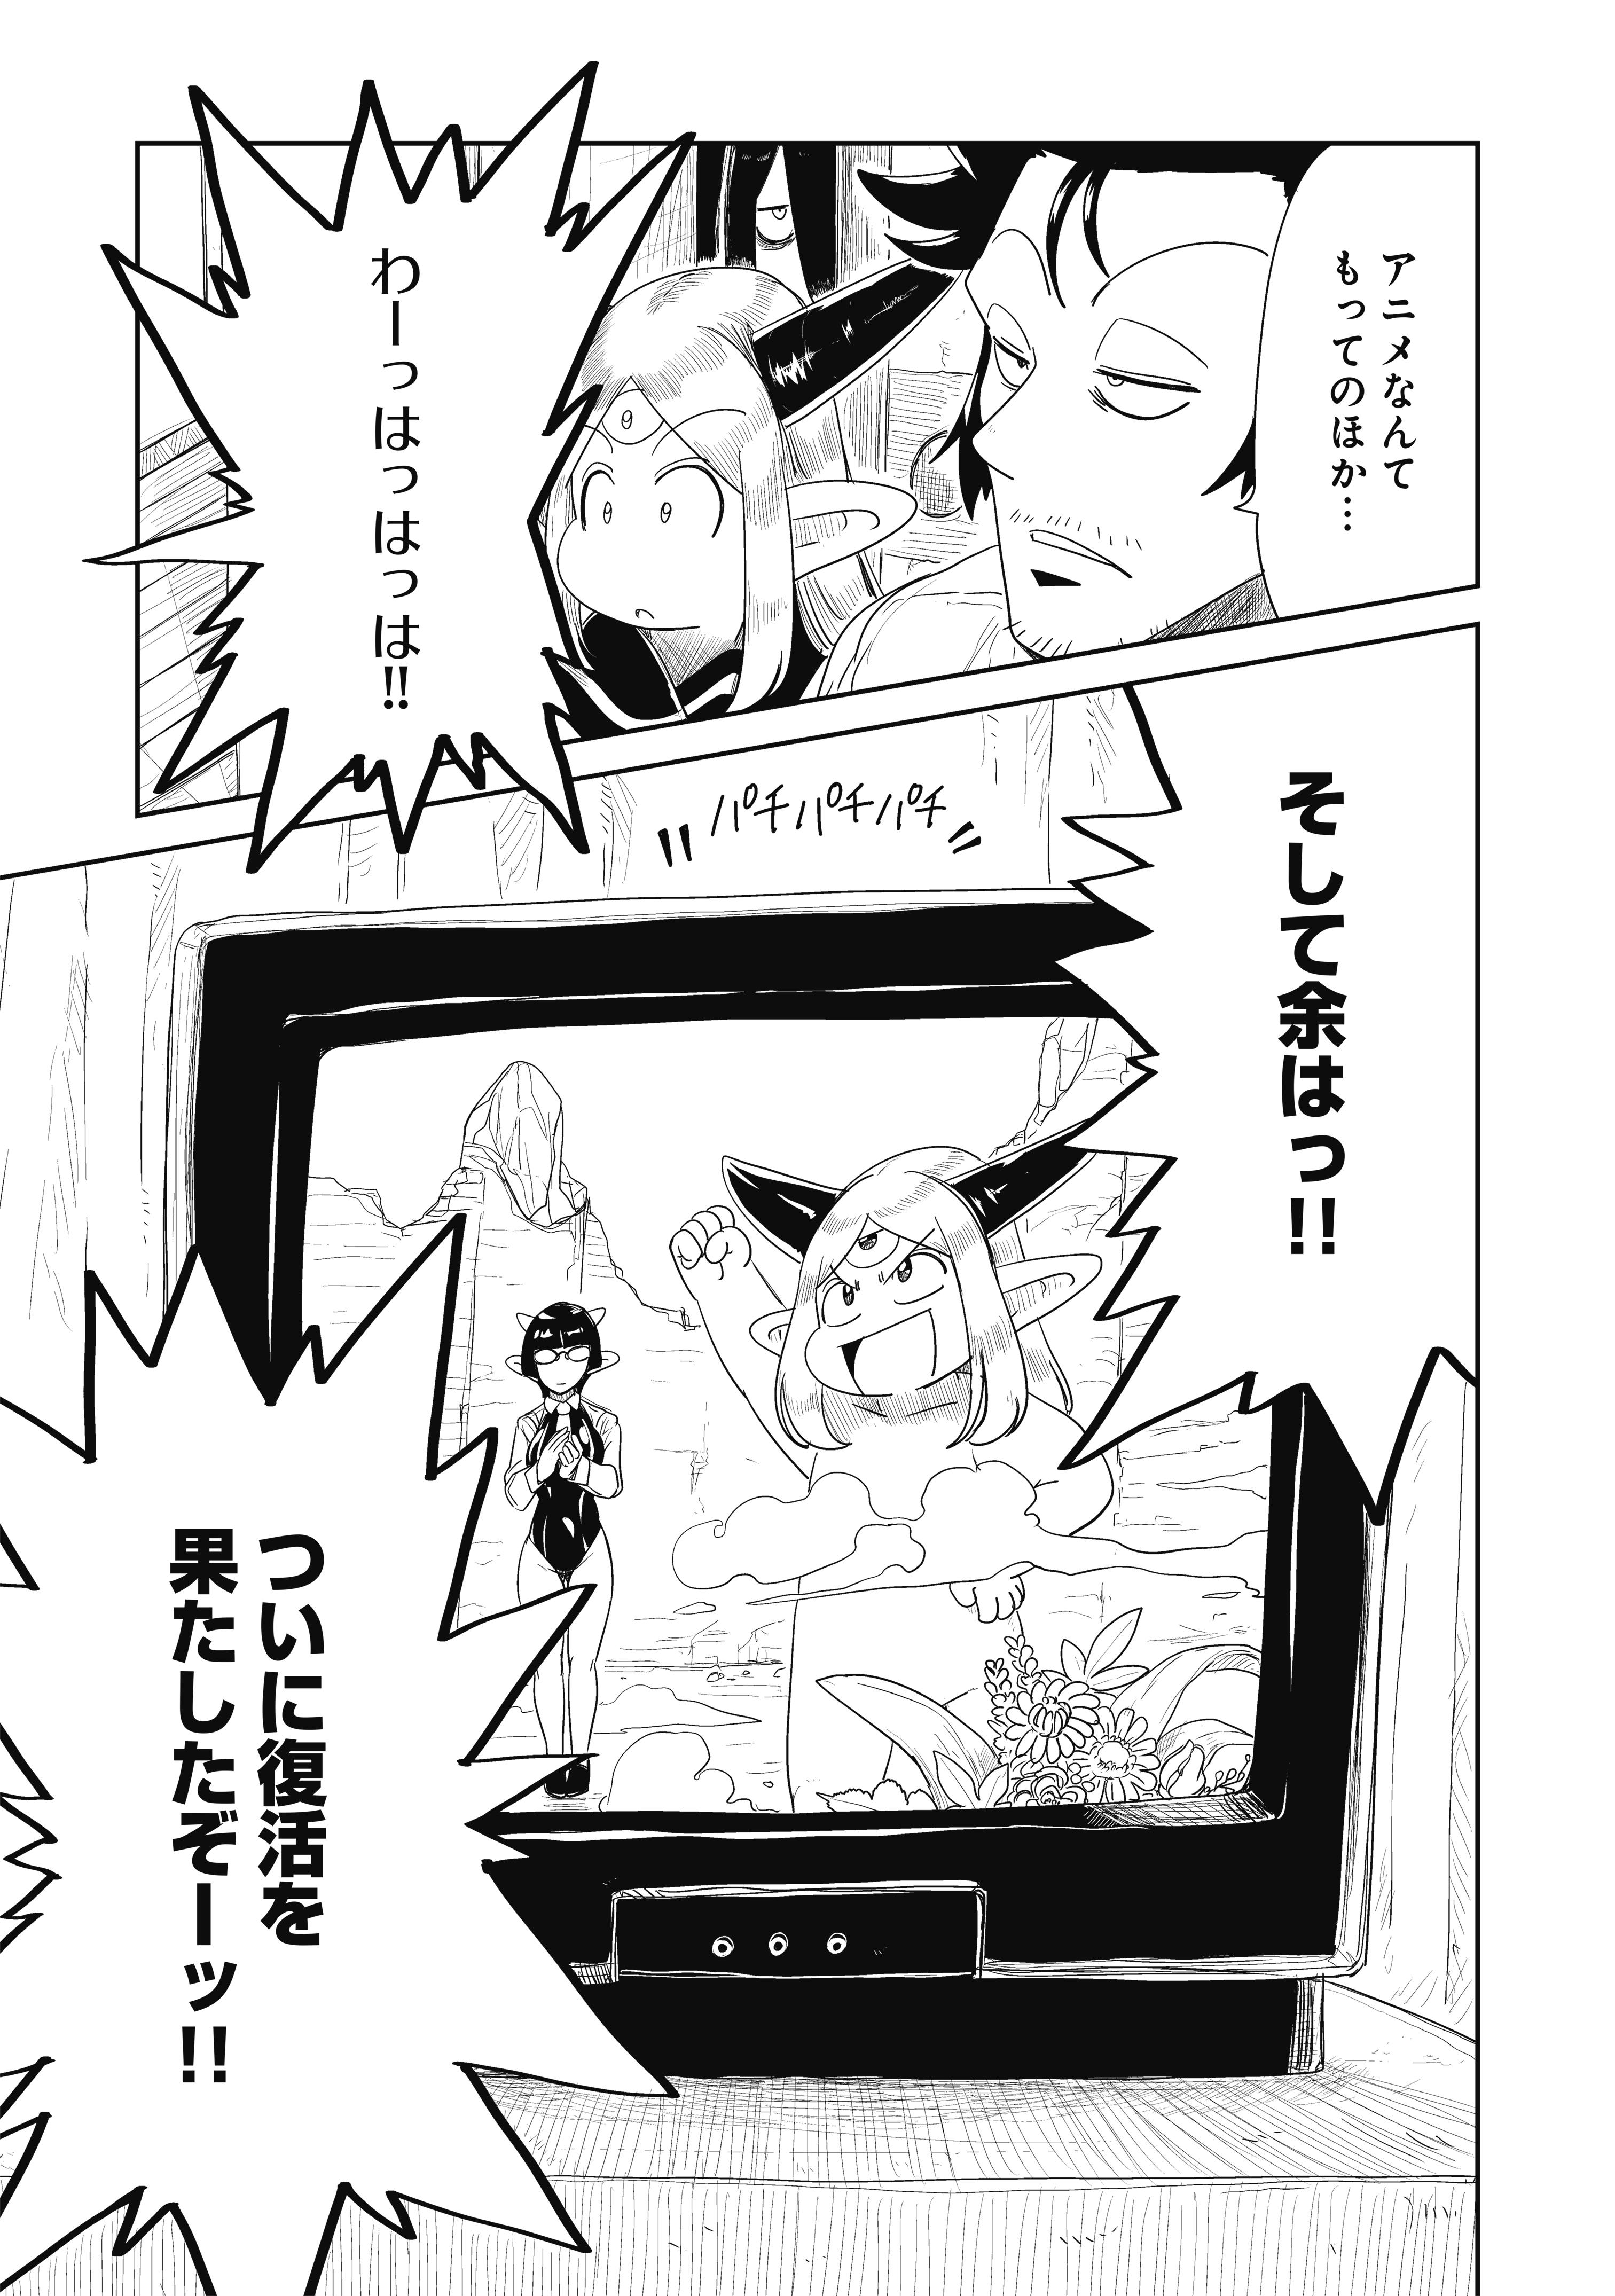 アニメなんて
もってのほか…
わーっはっはっは!!
そして余はっ!!
パチパチパチ
ついに復活を
果たしたぞーッ!!